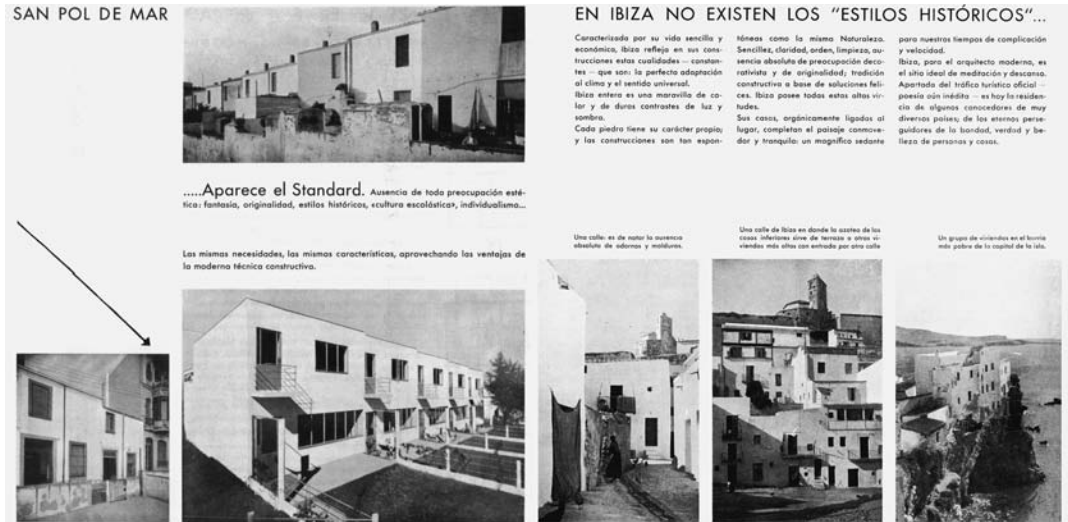 SAN POL DE MAR
.....Aparece el Standard. Ausencia de toda preocupación esté-
tica: fantasía, originalidad, estilos históricos, «cultura escolástica», individualismo...
Las mismas necesidades, las mismas características, aprovechando las ventajas de
la moderna técnica constructiva.
EN IBIZA NO EXISTEN LOS "ESTILOS HISTÓRICOS"...
Caracterizada por su vida sencilla y
económica, Ibiza refleja en sus cons-
trucciones estas cualidades — constan-
tes — que son: la perfecta adaptación
al clima y el sentido universal.
Ibiza entera es una maravilla de co-
lor y de duros contrastes de luz y
sombra.
Cada piedra tiene su carácter propio;
y las construcciones son tan espon-
táneas como la misma Naturaleza.
Sencillez, claridad, orden, limpieza, au-
sencia absoluta de preocupación deco-
rativista y de originalidad; tradición
constructiva a base de soluciones feli-
ces. Ibiza posee todas estas altas vir-
tudes.
Sus casas, orgánicamente ligadas al
lugar, completan el paisaje conmove-
dor y tranquilo: un magnífico sedante
para nuestros tiempos de complicación
y velocidad.
Ibiza, para el arquitecto moderno, es
el sitio ideal de meditación y descanso.
Apartada del tráfico turístico oficial —
poesía aún inédita — es hoy la residen-
cia de algunos conocedores de muy
diversos países; de los eternos perse-
guidores de la bondad, verdad y be-
lleza de personas y cosas.
Una calle: es de notar la ausencia
absoluta de adornos y molduras.
Una calle de Ibiza en donde la azotea de las
casas inferiores sirve de terraza a otras vi-
viendas más altas con entrada por otra calle
Un grupo de viviendas en el barrio
más pobre de la capital de la isla.